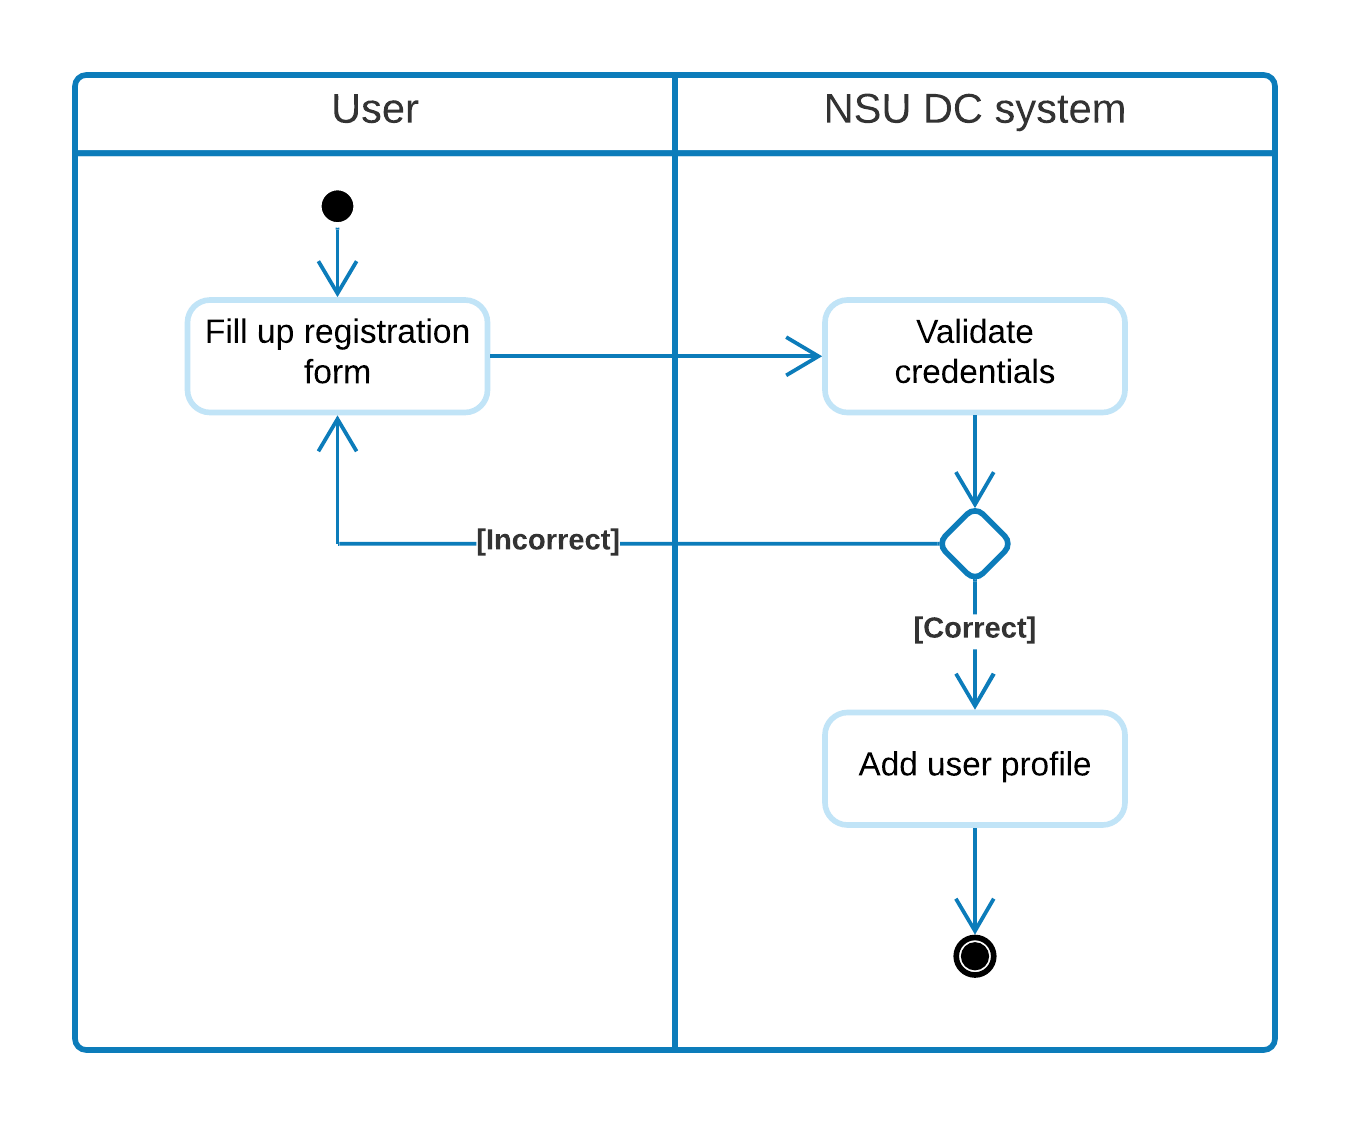 User
NSU DC system
Fill up registration
form
Validate
credentials
[Incorrect]
[Correct]
Add user profile